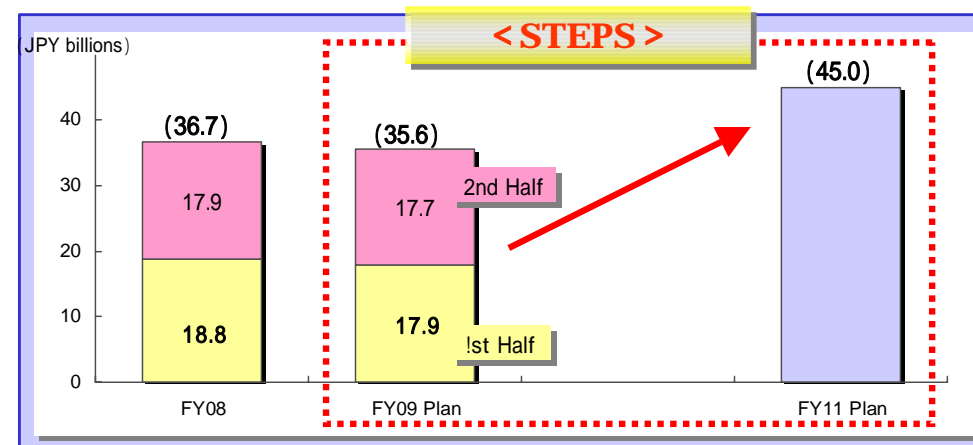 <STEPS>
(JPY billions)
(45.0)
40
(36.7)
(35.6)
30
17.9
17.7
2nd Half
20
10
18.8
17.9
!st Half
0
FY08
FY09 Plan
FY11 Plan